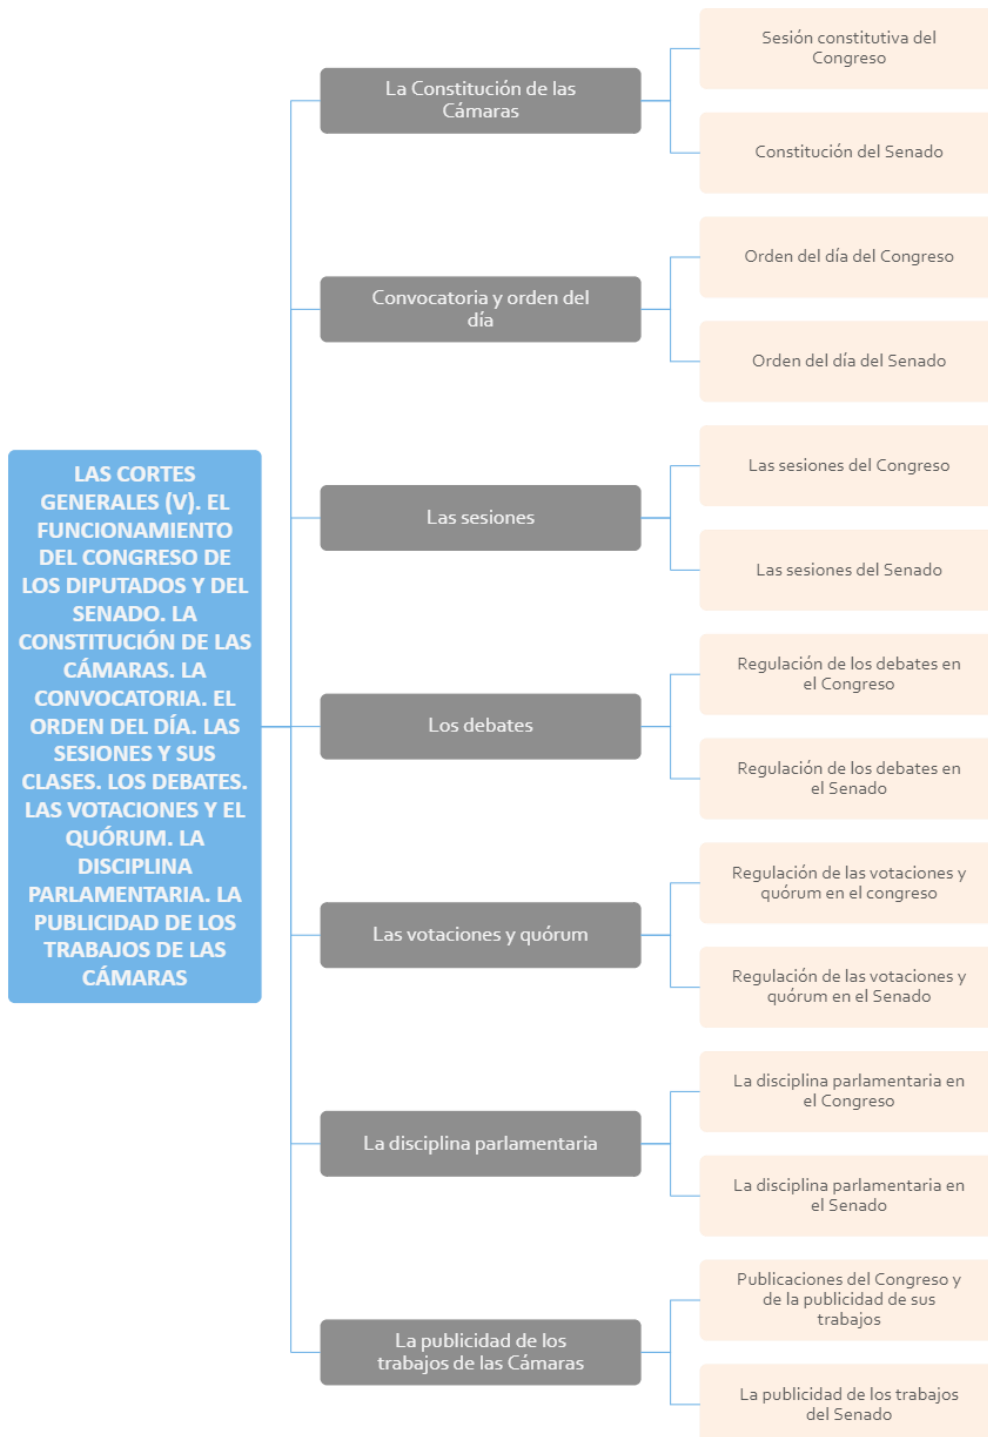 LAS CORTES
GENERALES (V). EL
FUNCIONAMIENTO
DEL CONGRESO DE
LOS DIPUTADOS Y DEL
SENADO. LA
CONSTITUCIÓN DE LAS
CÁMARAS. LA
CONVOCATORIA. EL
ORDEN DEL DÍA. LAS
SESIONES Y SUS
CLASES. LOS DEBATES.
LAS VOTACIONES Y EL
QUÓRUM. LA
DISCIPLINA
PARLAMENTARIA. LA
PUBLICIDAD DE LOS
TRABAJOS DE LAS
CÁMARAS
La Constitución de las
Cámaras
Sesión constitutiva del
Congreso
Constitución del Senado
Convocatoria y orden del
día
Orden del día del Congreso
Orden del día del Senado
Las sesiones
Las sesiones del Congreso
Las sesiones del Senado
Los debates
Regulación de los debates en
el Congreso
Regulación de los debates en
el Senado
Las votaciones y quórum
Regulación de las votaciones y
quórum en el congreso
Regulación de las votaciones y
quórum en el Senado
La disciplina parlamentaria
La disciplina parlamentaria en
el Congreso
La disciplina parlamentaria en
el Senado
La publicidad de los
trabajos de las Cámaras
Publicaciones del Congreso y
de la publicidad de sus
trabajos
La publicidad de los trabajos
del Senado